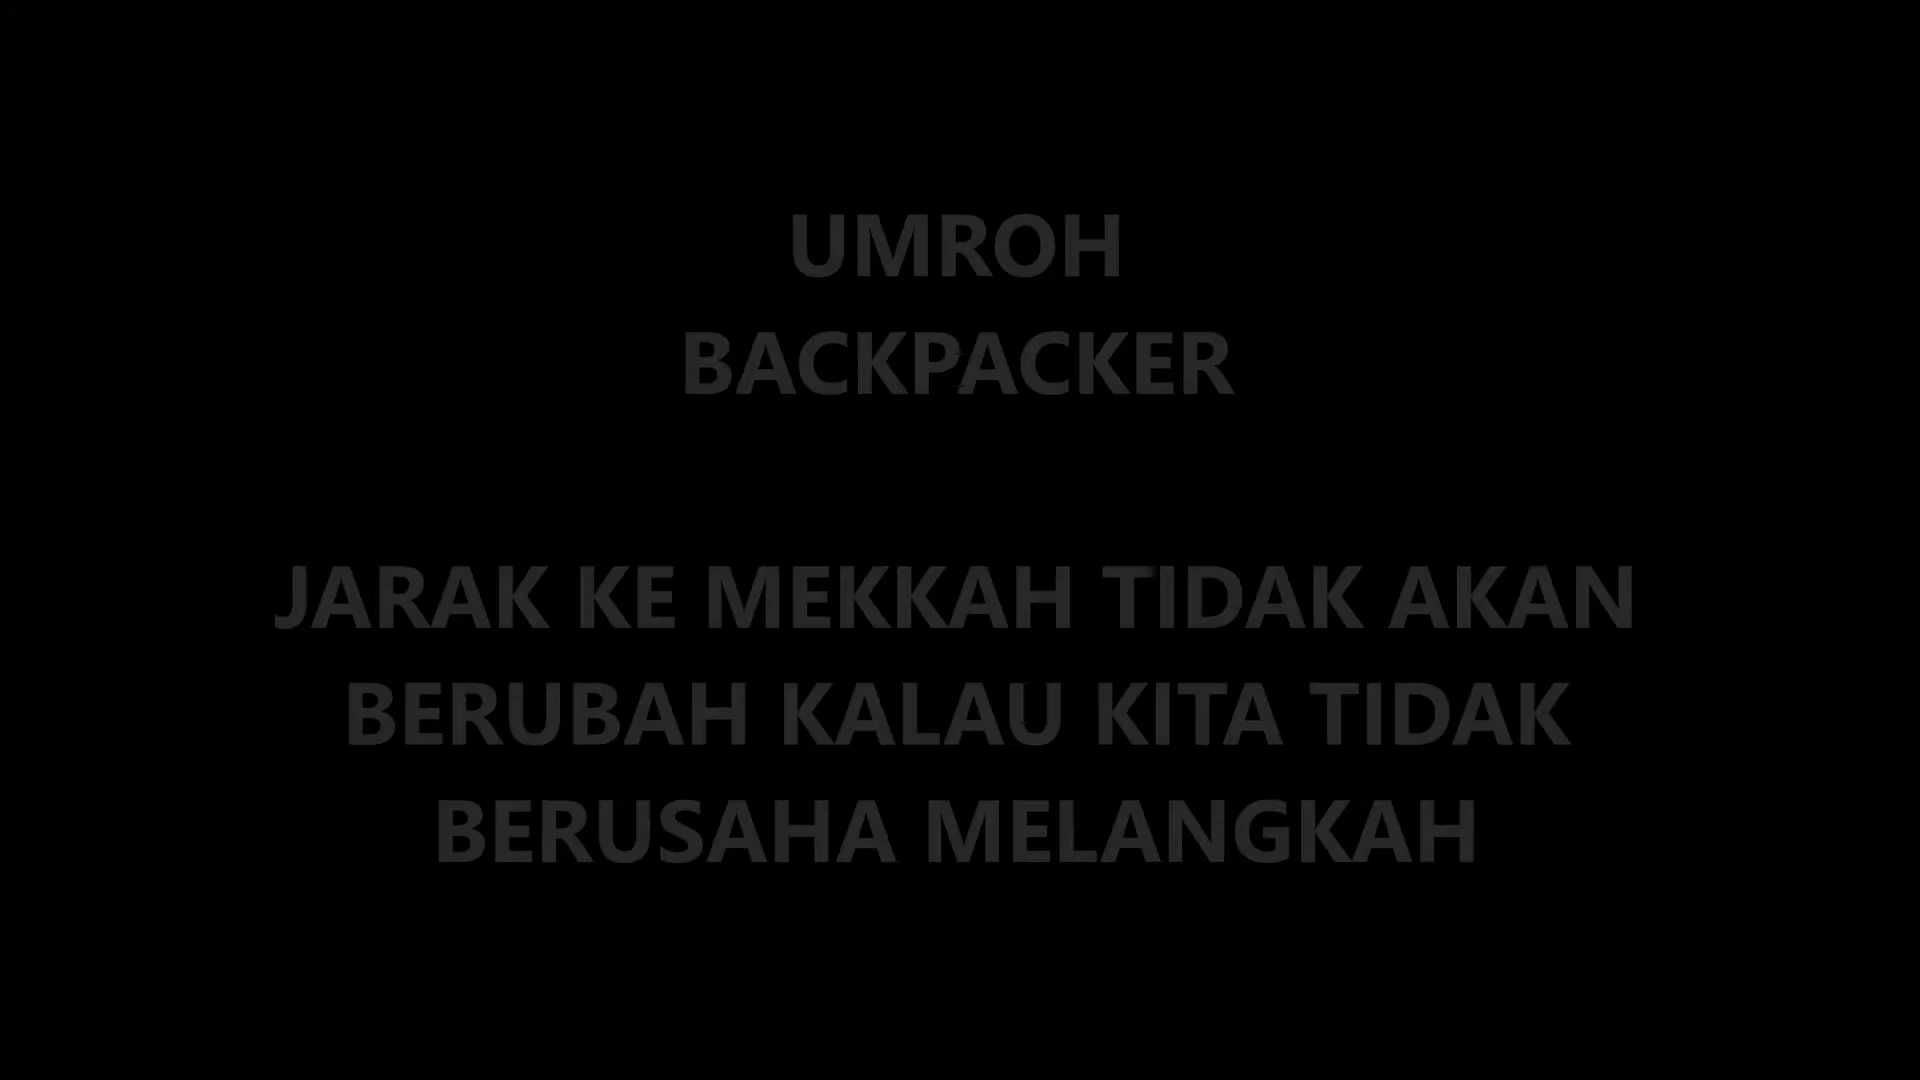 UMROH
BACKPACKER
JARAK KE MEKKAH TIDAK AKAN
BERUBAH KALAU KITA TIDAK
BERUSAHA MELANGKAH